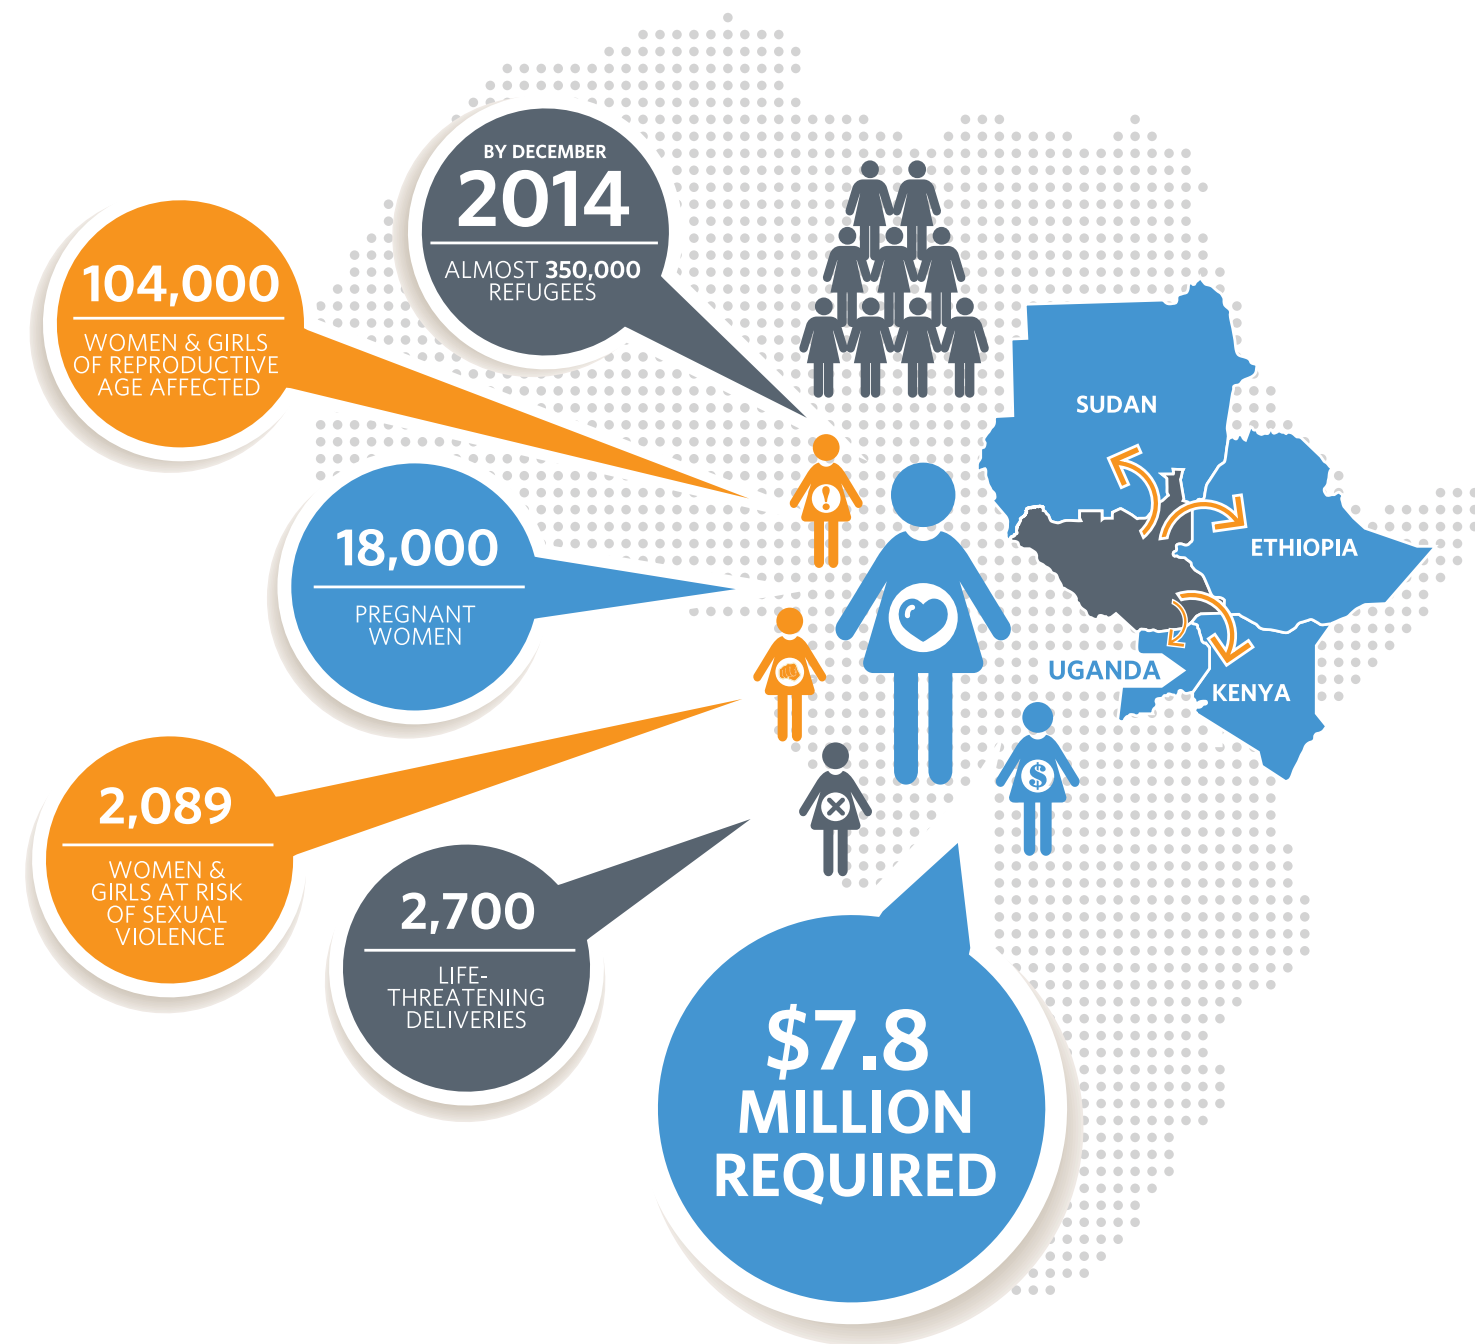 BY DECEMBER
2014
ALMOST 350,000
REFUGEES
104,000
WOMEN & GIRLS
OF REPRODUCTIVE
AGE AFFECTED
18,000
PREGNANT
WOMEN
2,089
WOMEN &
GIRLS AT RISK
OF SEXUAL
VIOLENCE
2,700
LIFE-
THREATENING
DELIVERIES
$7.8
MILLION
REQUIRED
!
$
SUDAN
ETHIOPIA
UGANDA
KENYA